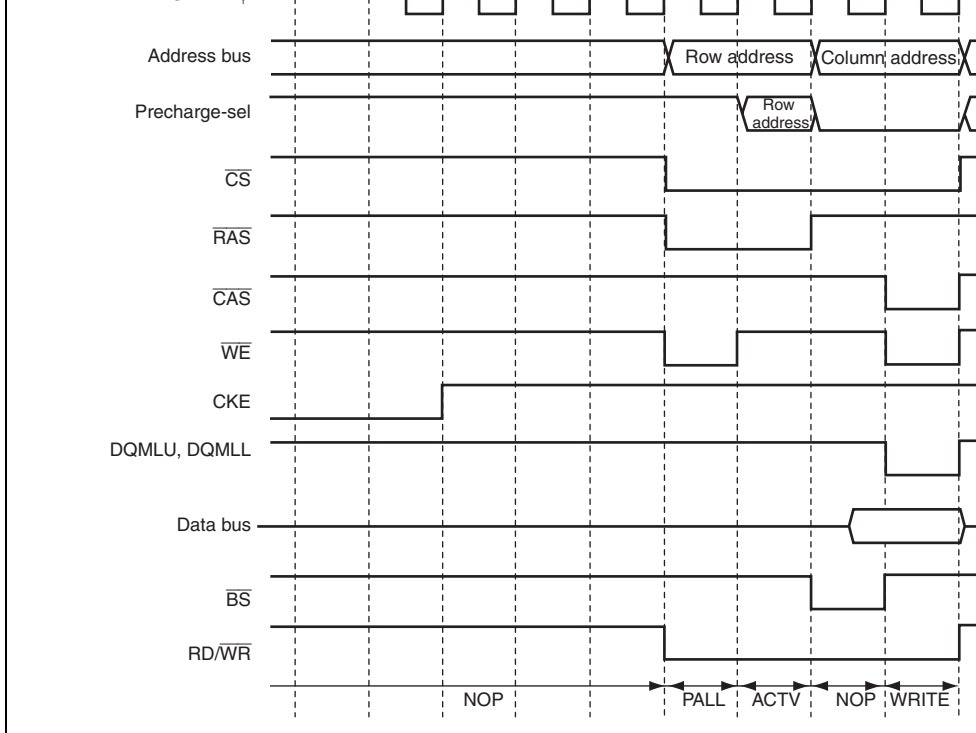 Address bus
Row address
Column address
Precharge-sel
Row
address
CS
RAS
CAS
WE
CKE
DQMLU, DQMLL
Data bus
BS
RD/WR
NOP
PALL
ACTV
NOP
WRITE